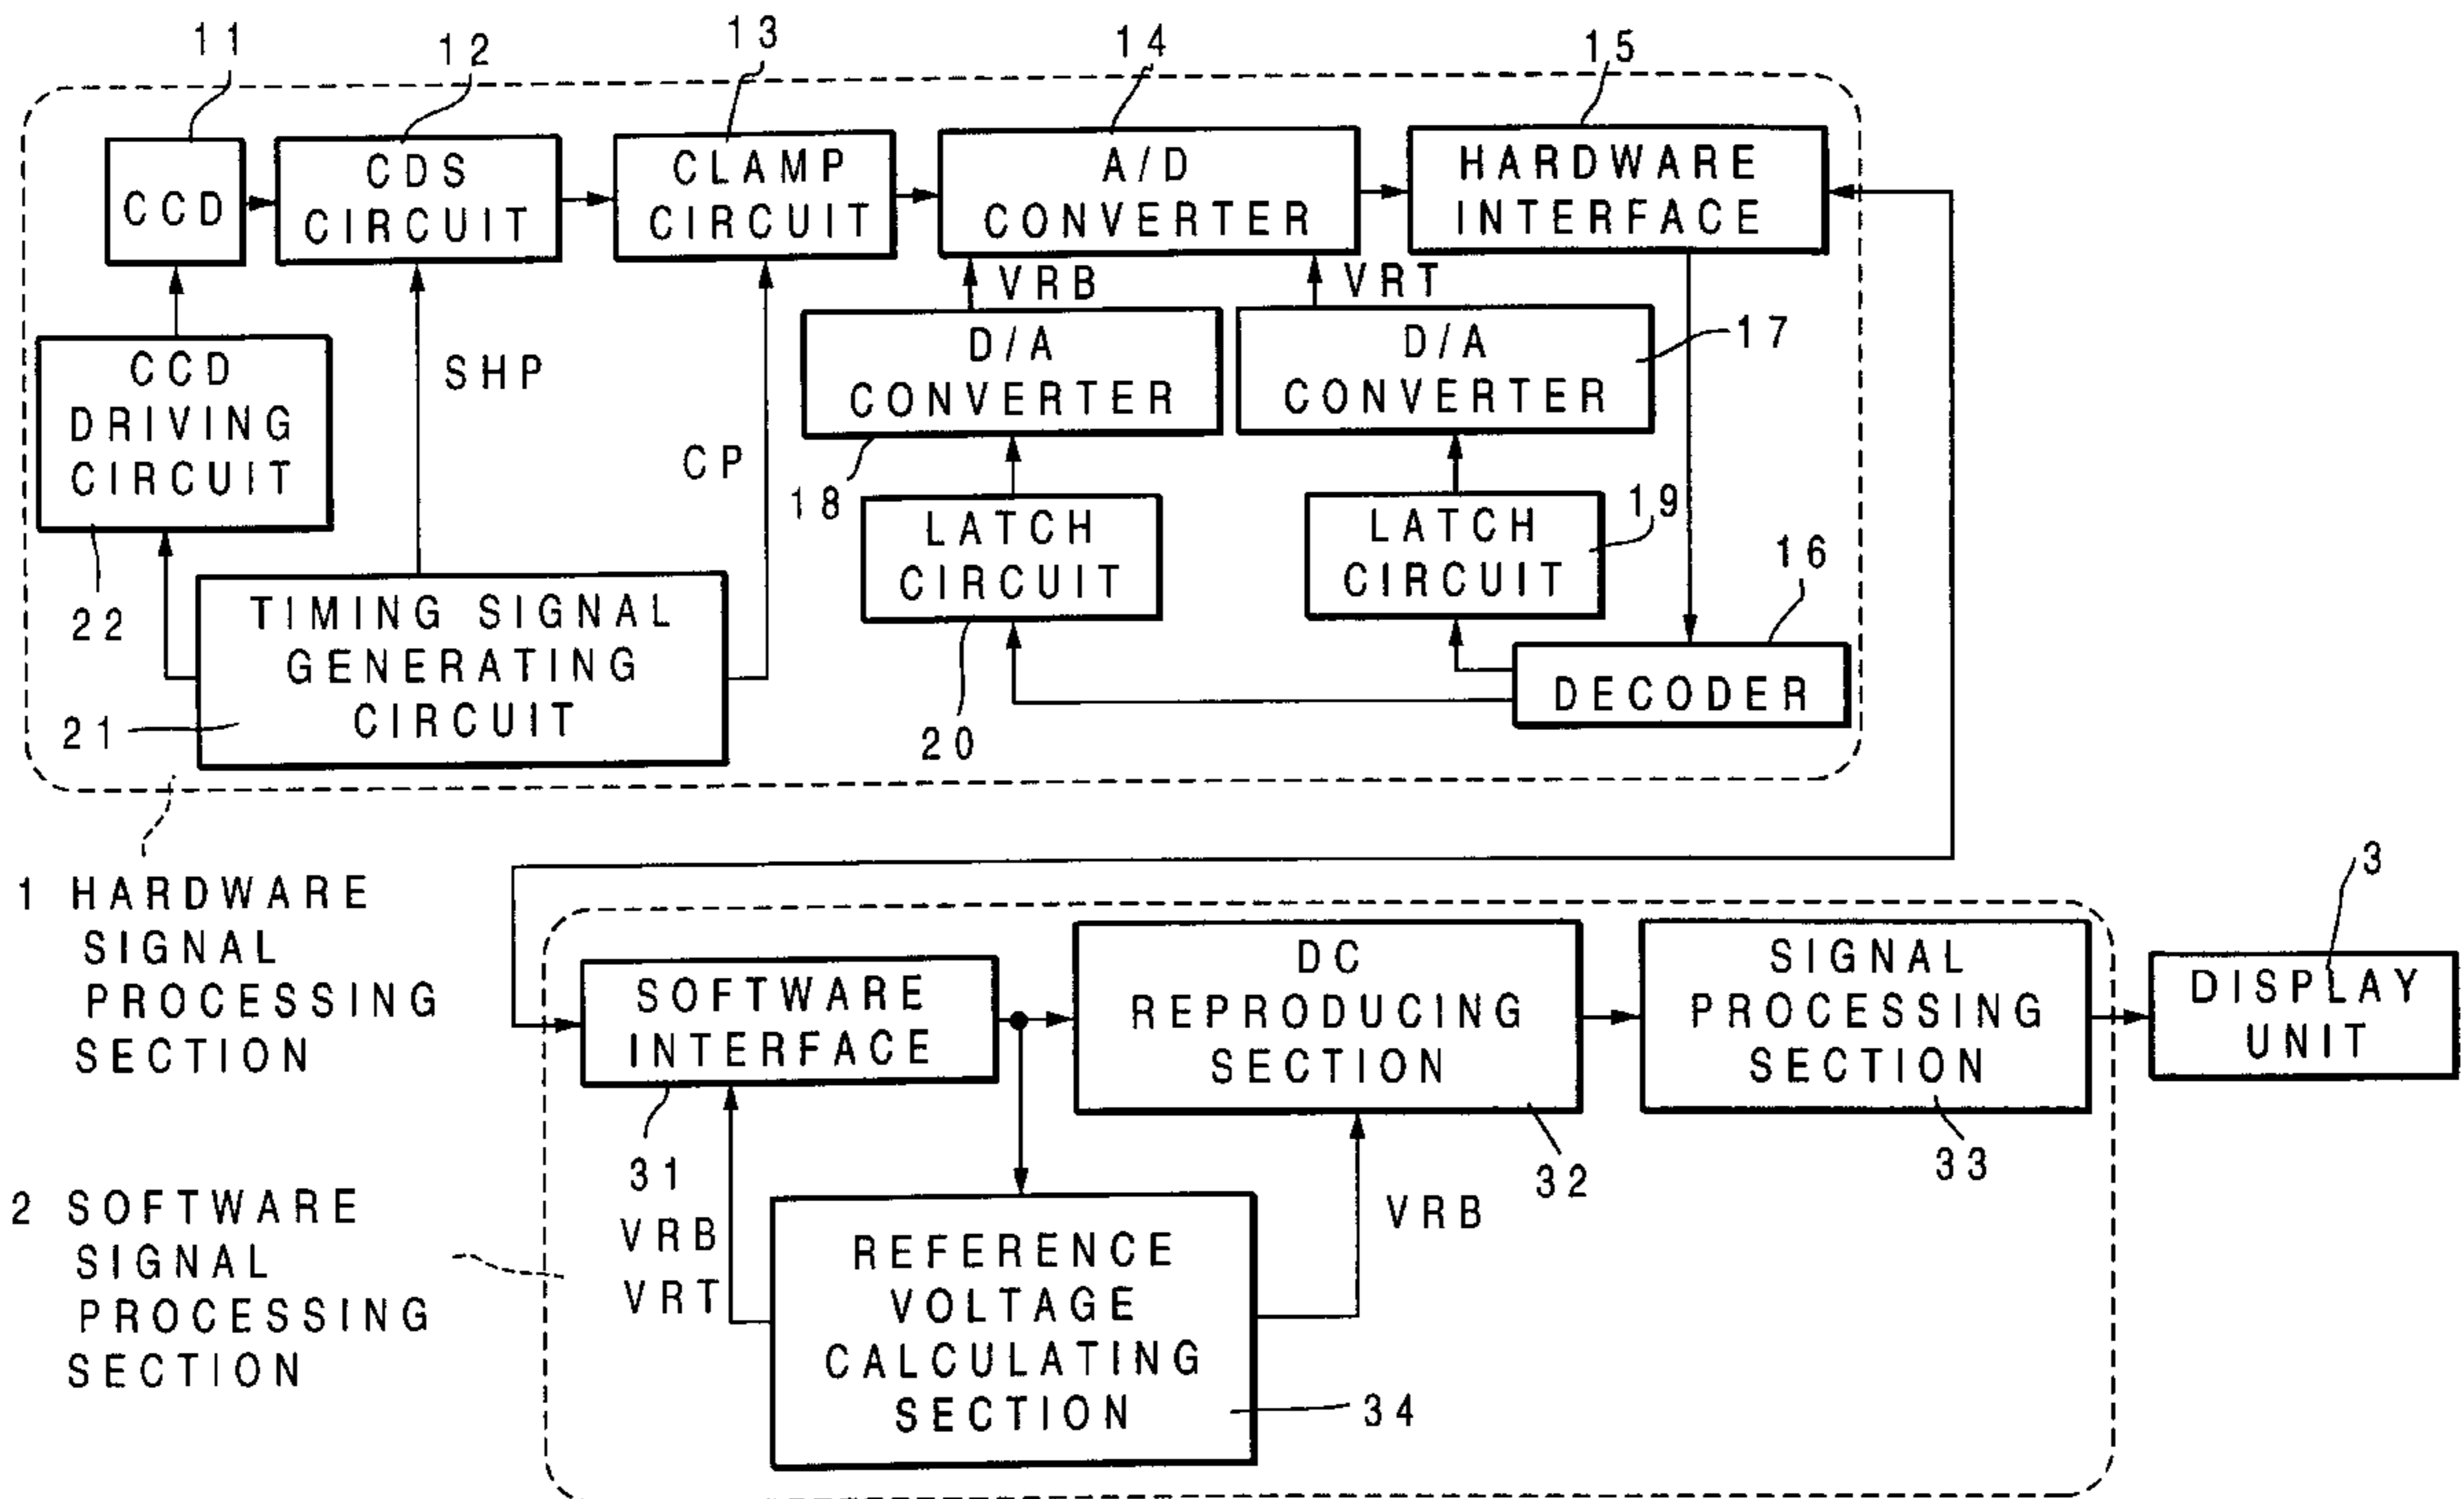 11
12
13
14
15
CCD
CDS
CIRCUIT
CLAMP
CIRCUIT
A/D
CONVERTER
HARDWARE
INTERFACE
VRB
VRT
CCD
DRIVING
CIRCUIT
SHP
CP
D/A
CONVERTER
D/A
CONVERTER
17
18
LATCH
CIRCUIT
LATCH
CIRCUIT
19
16
22
TIMING SIGNAL
GENERATING
CIRCUIT
DECODER
21
20
1 HARDWARE
SIGNAL
PROCESSING
SECTION
3
SOFTWARE
INTERFACE
DC
REPRODUCING
SECTION
SIGNAL
PROCESSING
SECTION
DISPLAY
UNIT
31
32
33
2 SOFTWARE
SIGNAL
PROCESSING
SECTION
VRB
VRT
VRB
REFERENCE
VOLTAGE
CALCULATING
SECTION
34